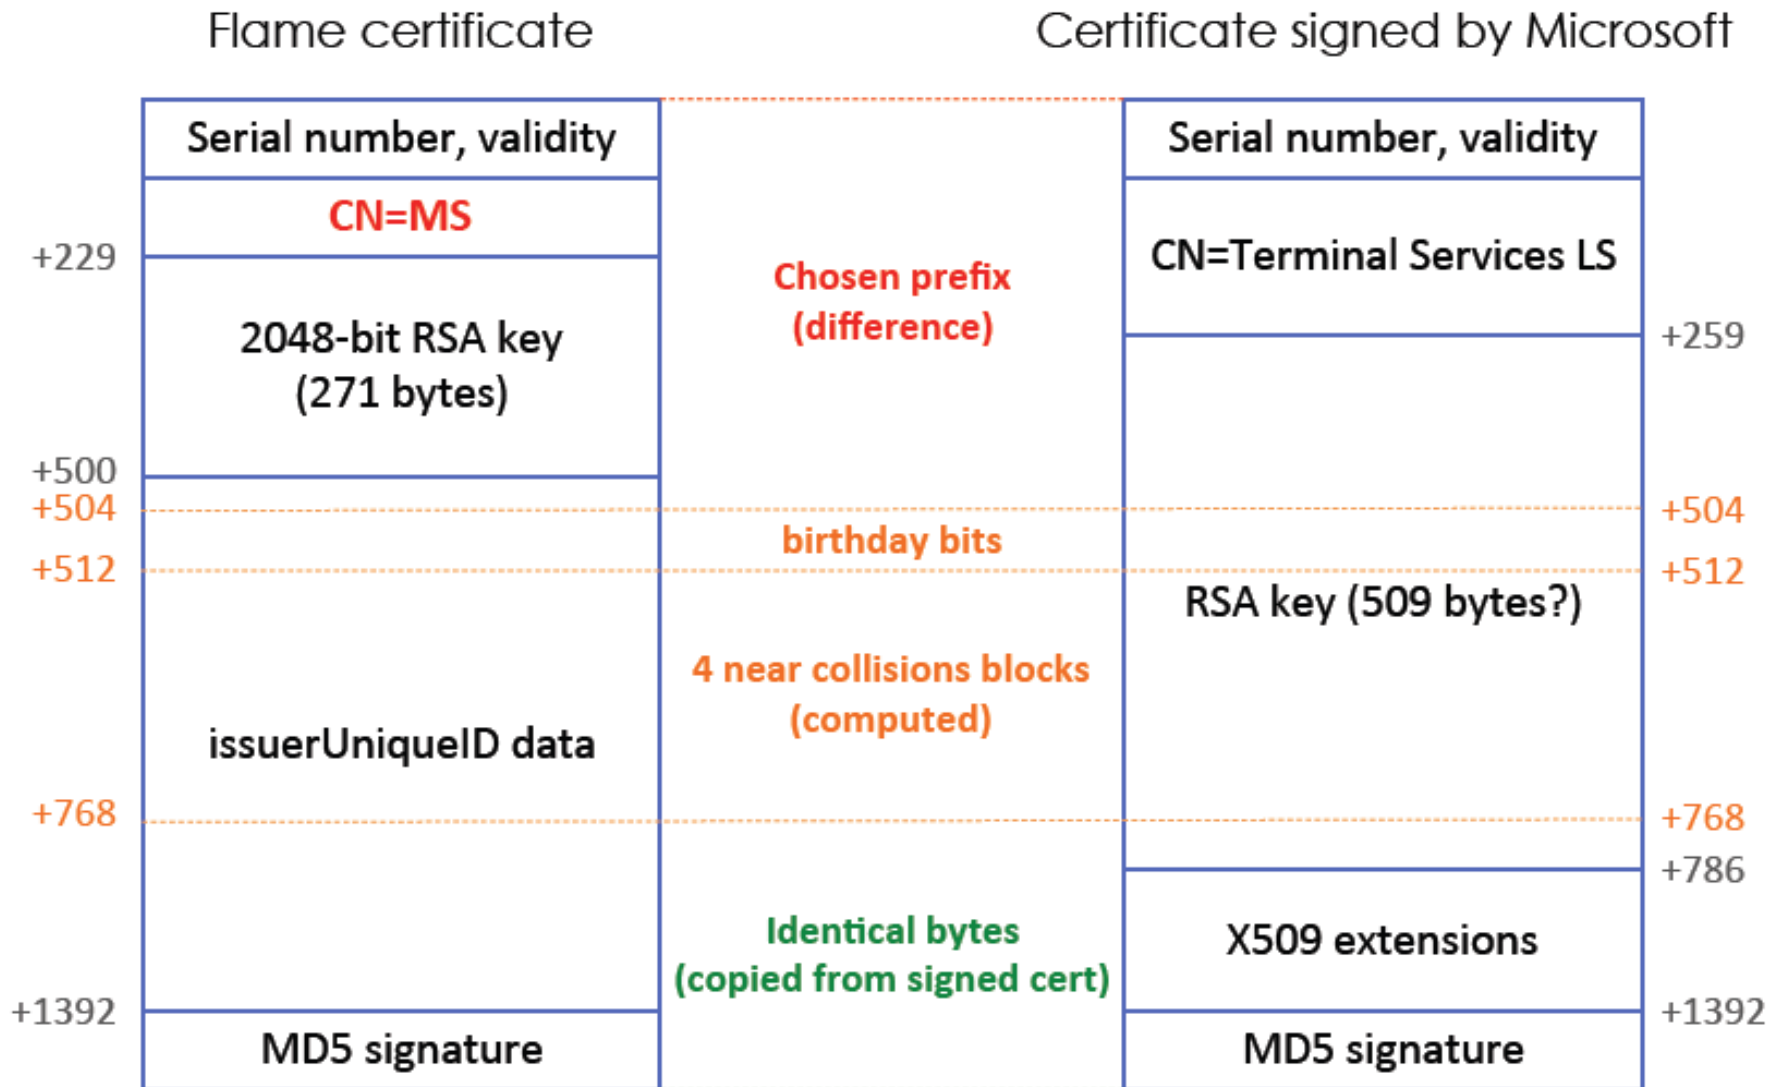 Flame certificate
Certificate signed by Microsoft
Serial number, validity
Serial number, validity
CN=MS
+229
CN=Terminal Services LS
Chosen prefix
(difference)
+259
2048-bit RSA key
(271 bytes)
+500
+504
+504
birthday bits
+512
+512
RSA key (509 bytes?)
4 near collisions blocks
(computed)
issuerUniqueID data
+768
+768
+786
Identical bytes
(copied from signed cert)
X509 extensions
+1392
+1392
MD5 signature
MD5 signature